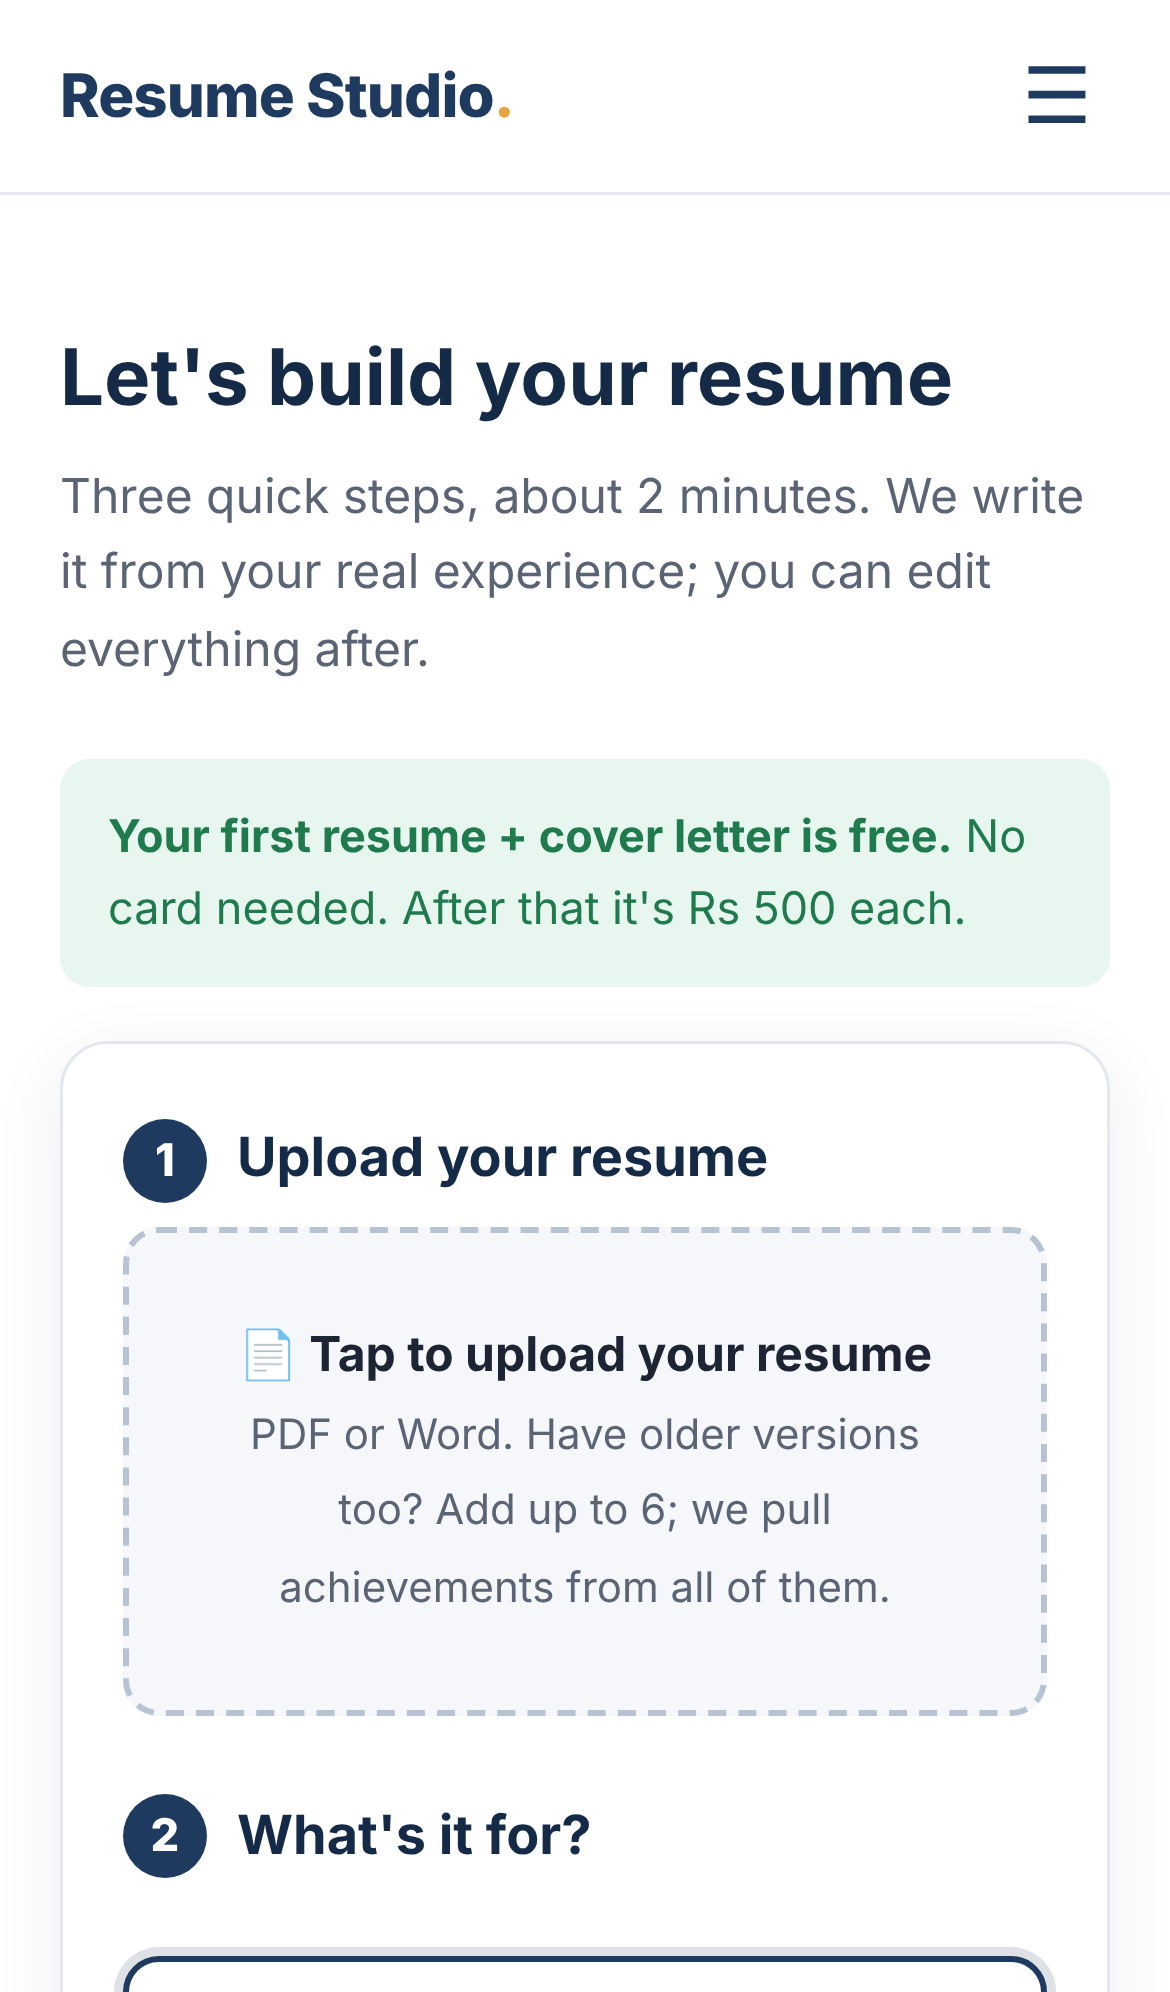 Resume Studio.
Let's build your resume
Three quick steps, about 2 minutes. We write
it from your real experience; you can edit
everything after.
Your first resume + cover letter is free. No
card needed. After that it's Rs 500 each.
1 Upload your resume
Tap to upload your resume
PDF or Word. Have older versions
too? Add up to 6; we pull
achievements from all of them.
2 What's it for?